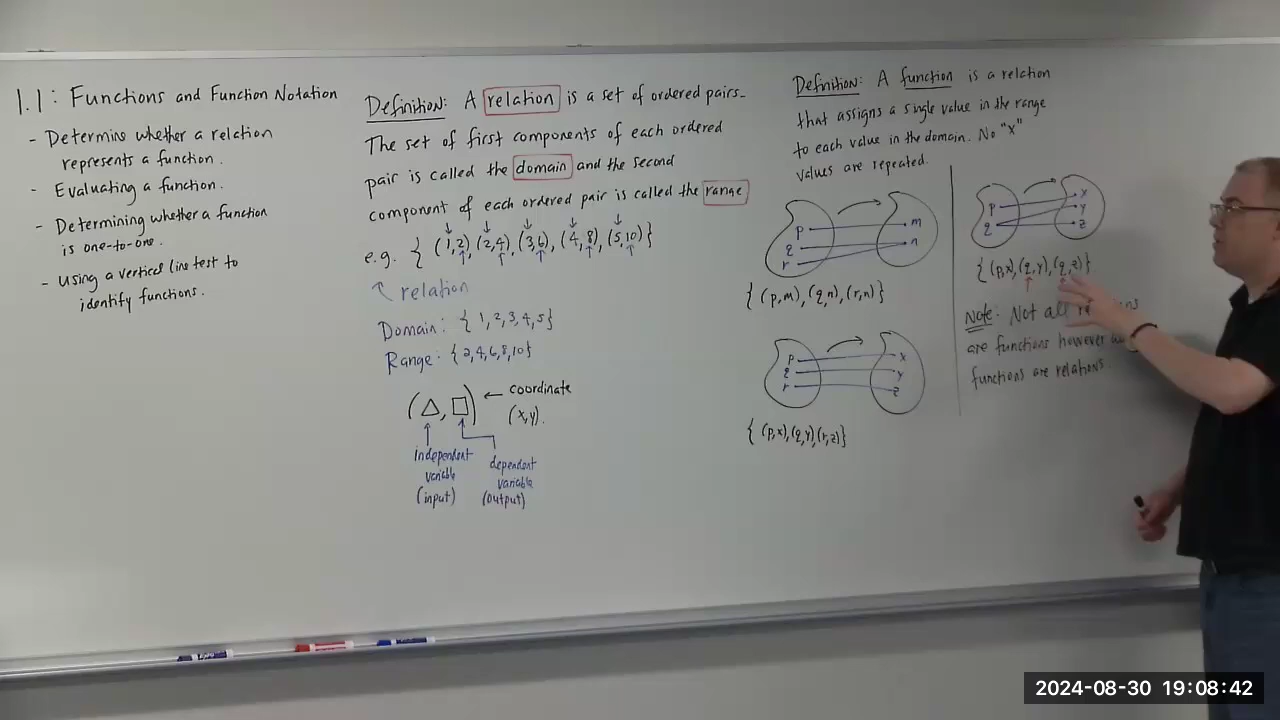 1.1: Functions and Function Notation
- Determine whether a relation
represents a function.
- Evaluating a function.
- Determining whether a function
is one-to-one.
- Using a vertical line test to
identify functions.
Definition: A relation is a set of ordered pairs.
The set of first components of each ordered
pair is called the domain and the second
component of each ordered pair is called the range
e.g. { (1,2), (2,4), (3,6), (4,8), (5,10) }
relation
Domain: { 1, 2, 3, 4, 5 }
Range: { 2, 4, 6, 8, 10 }
(△, □) ← coordinate
(x,y).
independent
variable
(input)
dependent
variable
(output)
Definition: A function is a relation
that assigns a single value in the range
to each value in the domain. No "x"
values are repeated.
p
q
r
m
n
{ (p,m), (q,n), (r,n) }
p
q
r
x
y
z
{ (p,x), (q,y), (r,z) }
p
q
x
y
z
{ (p,x), (q,y), (q,z) }
Note: Not all
are functions however
functions are relations.
2024-08-30 19:08:42